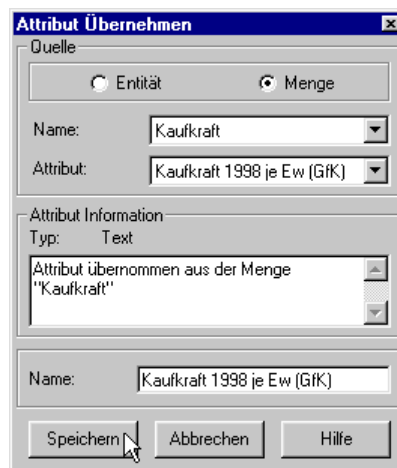 Attribut Übernehmen
Quelle
Entität Menge
Name: Kaufkraft
Attribut: Kaufkraft 1998 je Ew (GfK)
Attribut Information
Typ: Text
Attribut übernommen aus der Menge
"Kaufkraft"
Name: Kaufkraft 1998 je Ew (GfK)
Speichern Abbrechen Hilfe